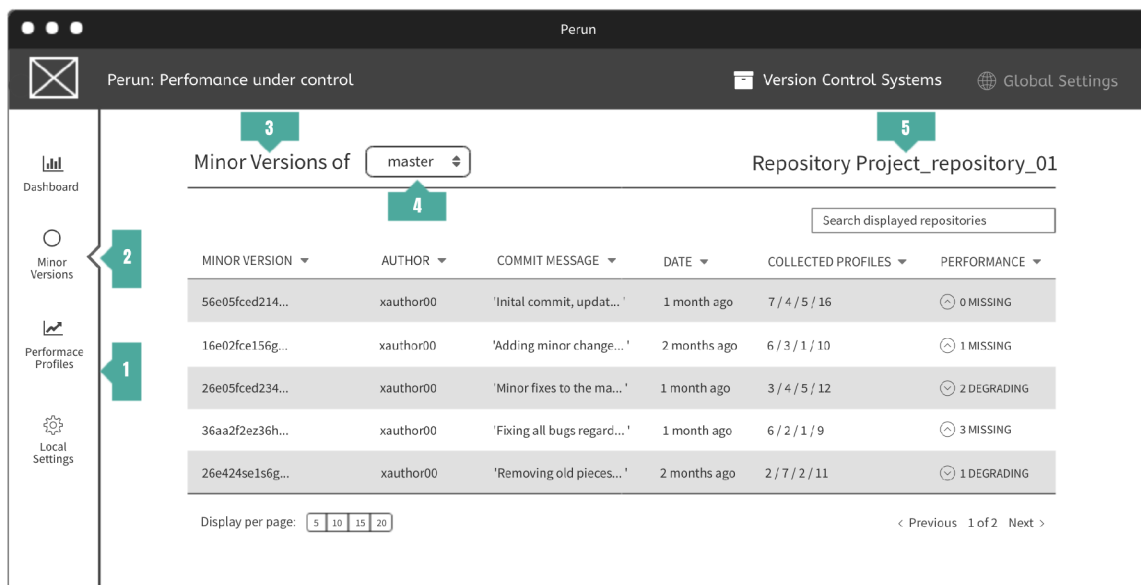 Perun
Perun: Perfomance under control
Version Control Systems
Global Settings
3
5
Minor Versions of
master
Repository Project_repository_01
4
Dashboard
Minor
Versions
2
Performace
Profiles
1
Local
Settings
Search displayed repositories
MINOR VERSION AUTHOR COMMIT MESSAGE DATE COLLECTED PROFILES PERFORMANCE
56e05fced214... xauthor00 'Inital commit, updat... ' 1 month ago 7 / 4 / 5 / 16 0 MISSING
16e02fce156g... xauthor00 'Adding minor change... ' 2 months ago 6 / 3 / 1 / 10 1 MISSING
26e05fced234... xauthor00 'Minor fixes to the ma... ' 1 month ago 3 / 4 / 5 / 12 2 DEGRADING
36aa2f2ez36h... xauthor00 'Fixing all bugs regard... ' 1 month ago 6 / 2 / 1 / 9 3 MISSING
26e424se1s6g... xauthor00 'Removing old pieces... ' 2 months ago 2 / 7 / 2 / 11 1 DEGRADING
Display per page: 5 10 15 20
< Previous 1 of 2 Next >